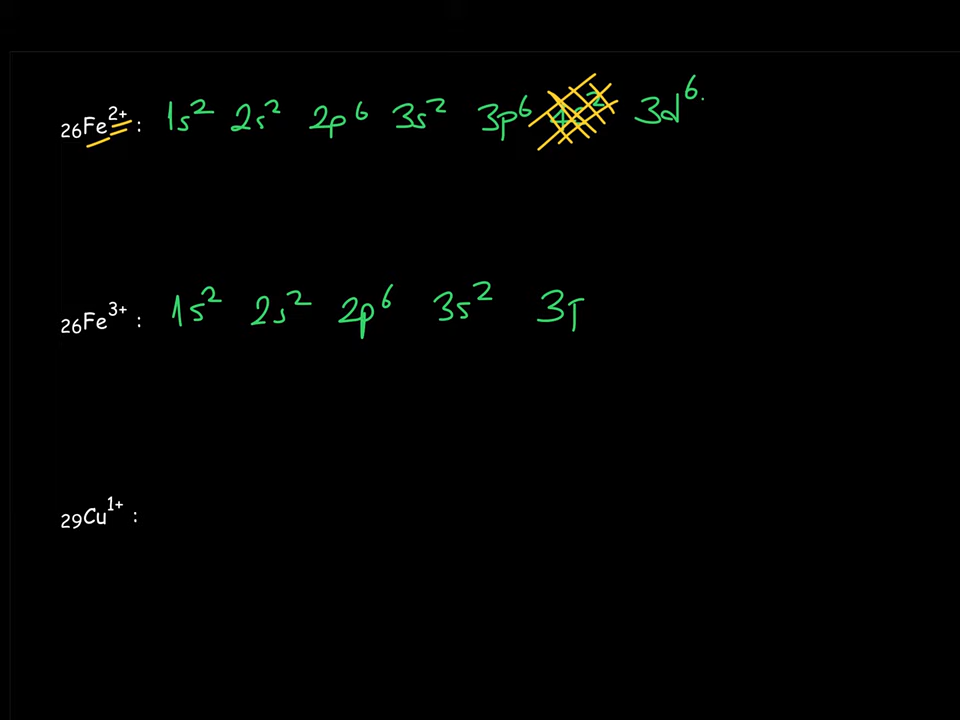 ₂₆Fe²⁺ : 1s² 2s² 2p⁶ 3s² 3p⁶ 4s² 3d⁶.
₂₆Fe³⁺ : 1s² 2s² 2p⁶ 3s² 3p
₂₉Cu¹⁺ :